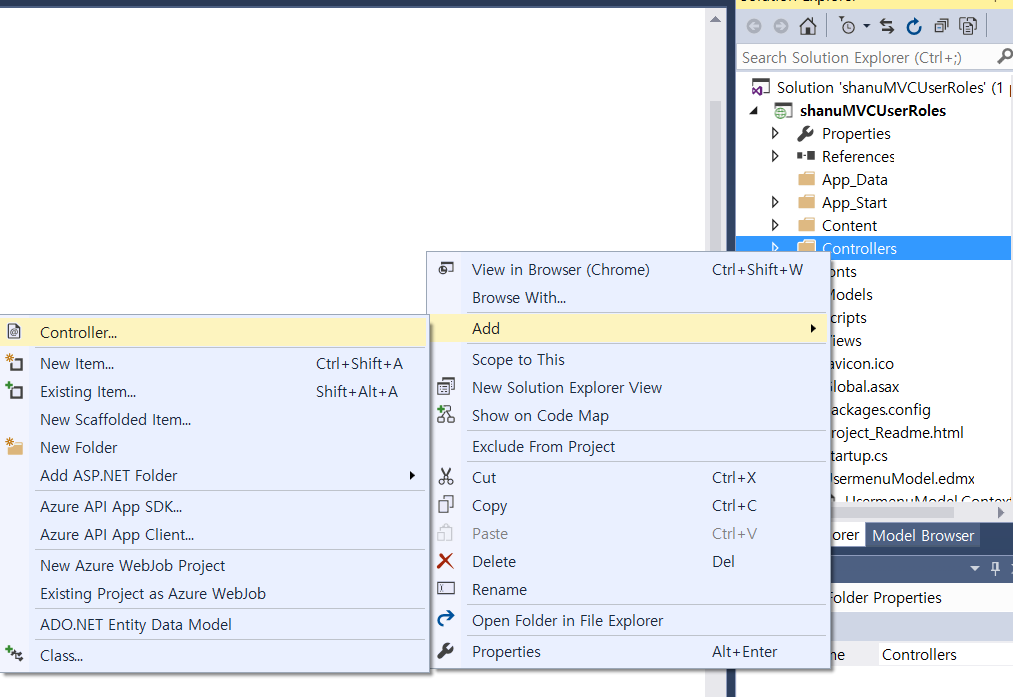 Solution Explorer
Search Solution Explorer (Ctrl+;)
Solution 'shanuMVCUserRoles' (1
shanuMVCUserRoles
Properties
References
App_Data
App_Start
Content
Controllers
onts
Models
cripts
iews
avicon.ico
Global.asax
ackages.config
roject_Readme.html
tartup.cs
UsermenuModel.edmx
UsermenuModel.Context
View in Browser (Chrome) Ctrl+Shift+W
Browse With...
Add
Scope to This
New Solution Explorer View
Show on Code Map
Exclude From Project
Cut Ctrl+X
Copy Ctrl+C
Paste Ctrl+V
Delete Del
Rename
Open Folder in File Explorer
Properties Alt+Enter
Controller...
New Item... Ctrl+Shift+A
Existing Item... Shift+Alt+A
New Scaffolded Item...
New Folder
Add ASP.NET Folder
Azure API App SDK...
Azure API App Client...
New Azure WebJob Project
Existing Project as Azure WebJob
ADO.NET Entity Data Model
Class...
orer Model Browser
Folder Properties
me Controllers